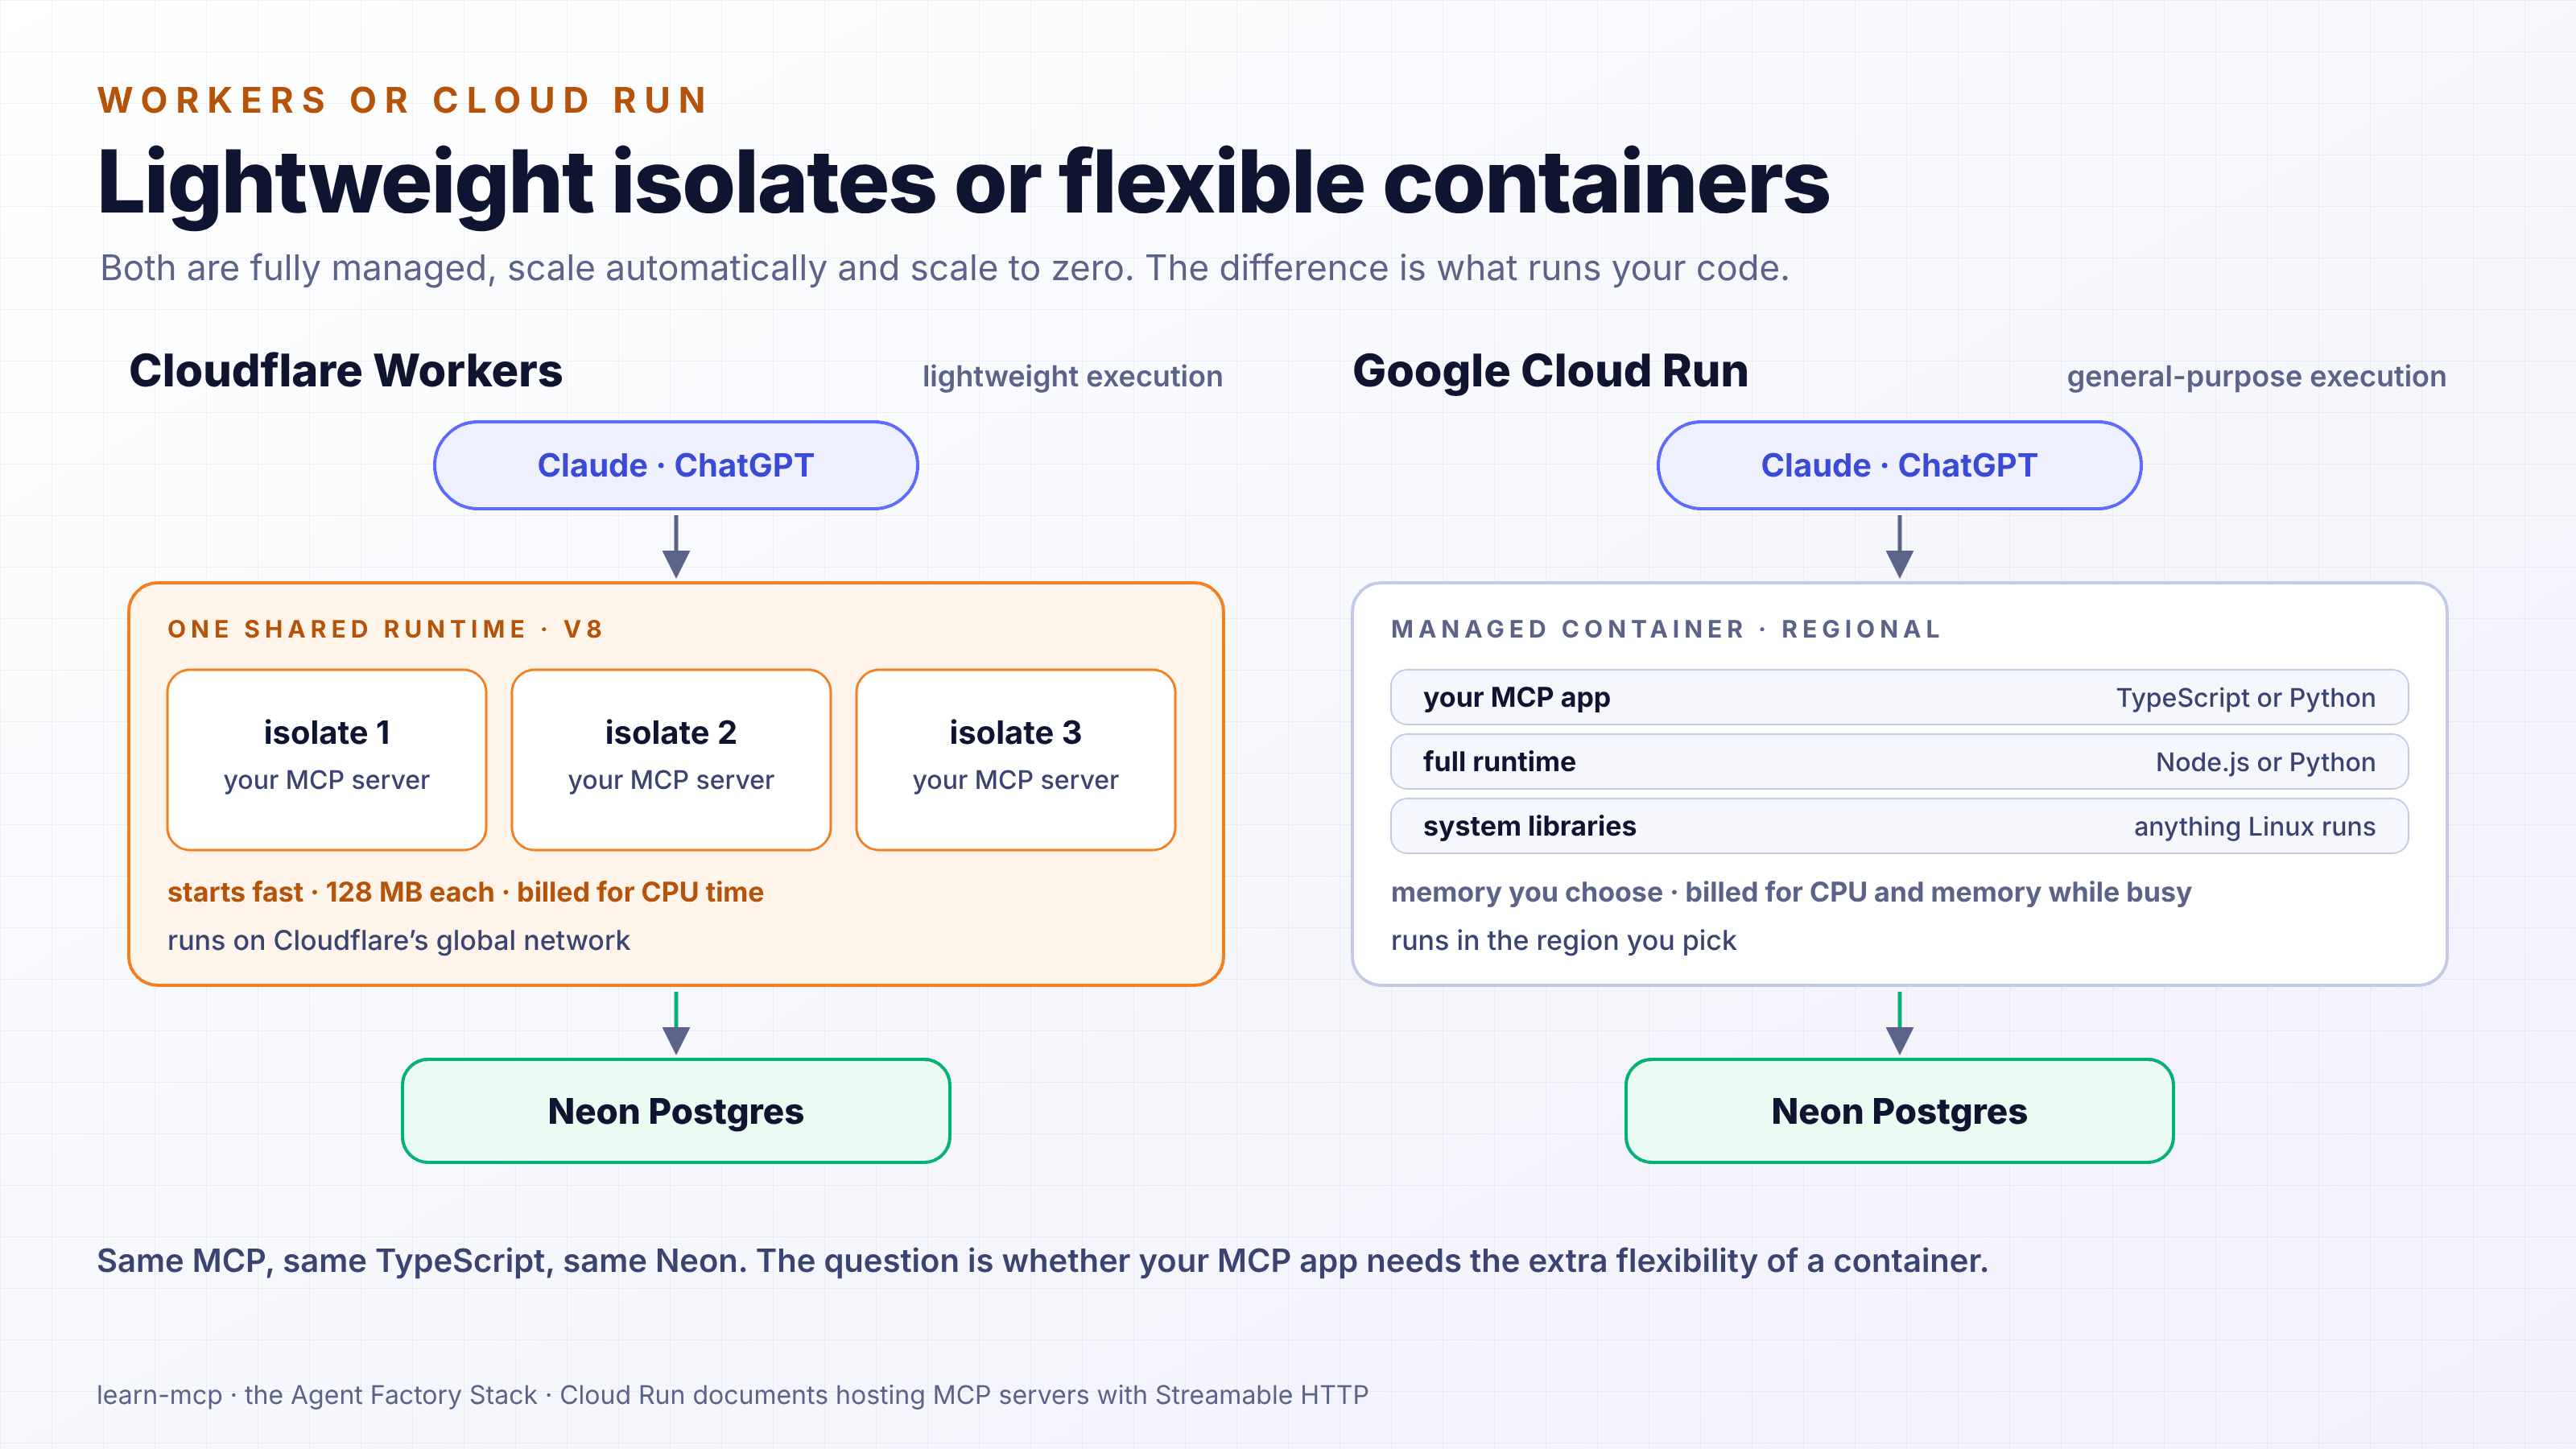 WORKERS OR CLOUD RUN
Lightweight isolates or flexible containers
Both are fully managed, scale automatically and scale to zero. The difference is what runs your code.
Cloudflare Workers
lightweight execution
Claude · ChatGPT
ONE SHARED RUNTIME · V8
isolate 1
your MCP server
isolate 2
your MCP server
isolate 3
your MCP server
starts fast · 128 MB each · billed for CPU time
runs on Cloudflare’s global network
Neon Postgres
Google Cloud Run
general-purpose execution
Claude · ChatGPT
MANAGED CONTAINER · REGIONAL
your MCP app
TypeScript or Python
full runtime
Node.js or Python
system libraries
anything Linux runs
memory you choose · billed for CPU and memory while busy
runs in the region you pick
Neon Postgres
Same MCP, same TypeScript, same Neon. The question is whether your MCP app needs the extra flexibility of a container.
learn-mcp · the Agent Factory Stack · Cloud Run documents hosting MCP servers with Streamable HTTP